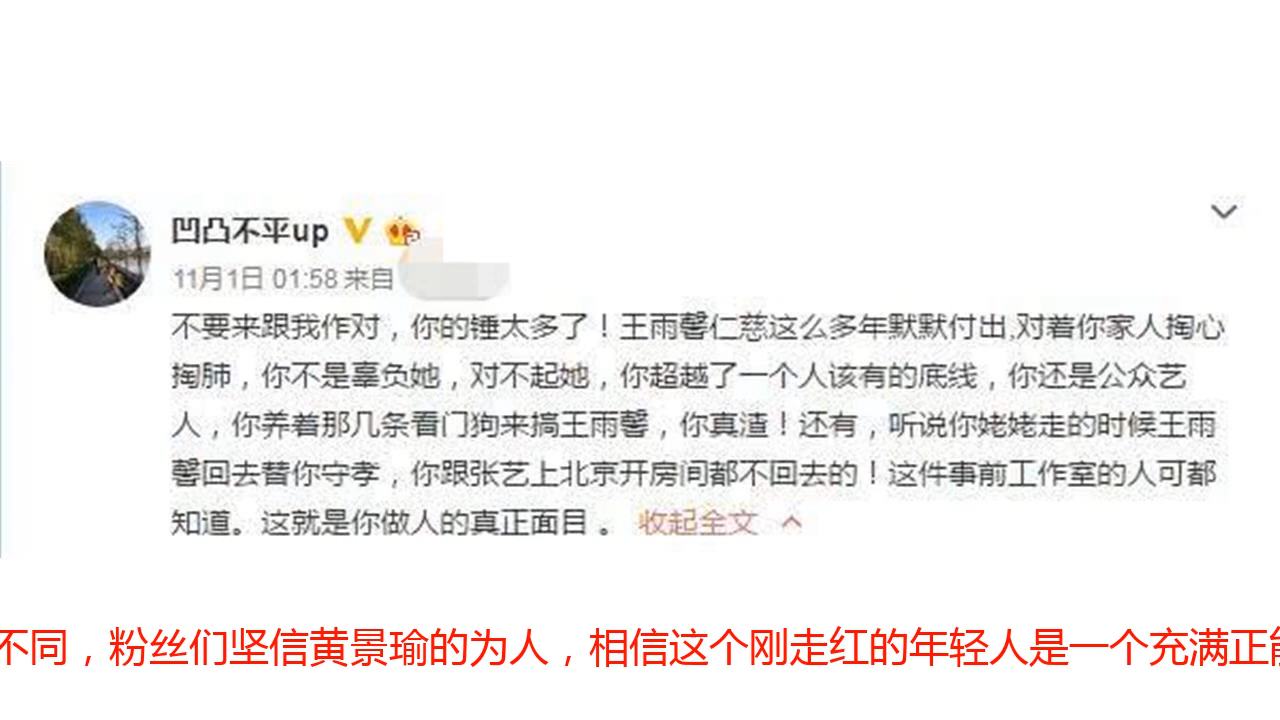 凹凸不平up
11月1日 01:58 来自
不要来跟我作对，你的锤太多了！王雨馨仁慈这么多年默默付出,对着你家人掏心
掏肺，你不是辜负她，对不起她，你超越了一个人该有的底线，你还是公众艺
人，你养着那几条看门狗来搞王雨馨，你真渣！还有，听说你姥姥走的时候王雨
馨回去替你守孝，你跟张艺上北京开房间都不回去的！这件事前工作室的人可都
知道。这就是你做人的真正面目 。 收起全文
不同，粉丝们坚信黄景瑜的为人，相信这个刚走红的年轻人是一个充满正